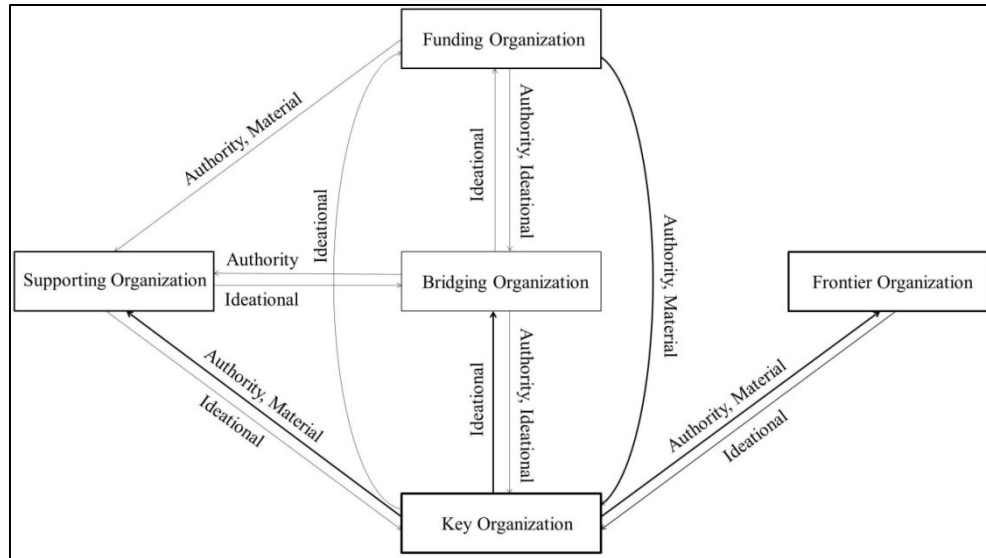 Funding Organization
Authority, Material
Ideational
Ideational
Authority, Ideational
Authority, Material
Supporting Organization
Authority
Ideational
Bridging Organization
Frontier Organization
Authority, Material
Ideational
Ideational
Authority, Ideational
Authority, Material
Ideational
Key Organization